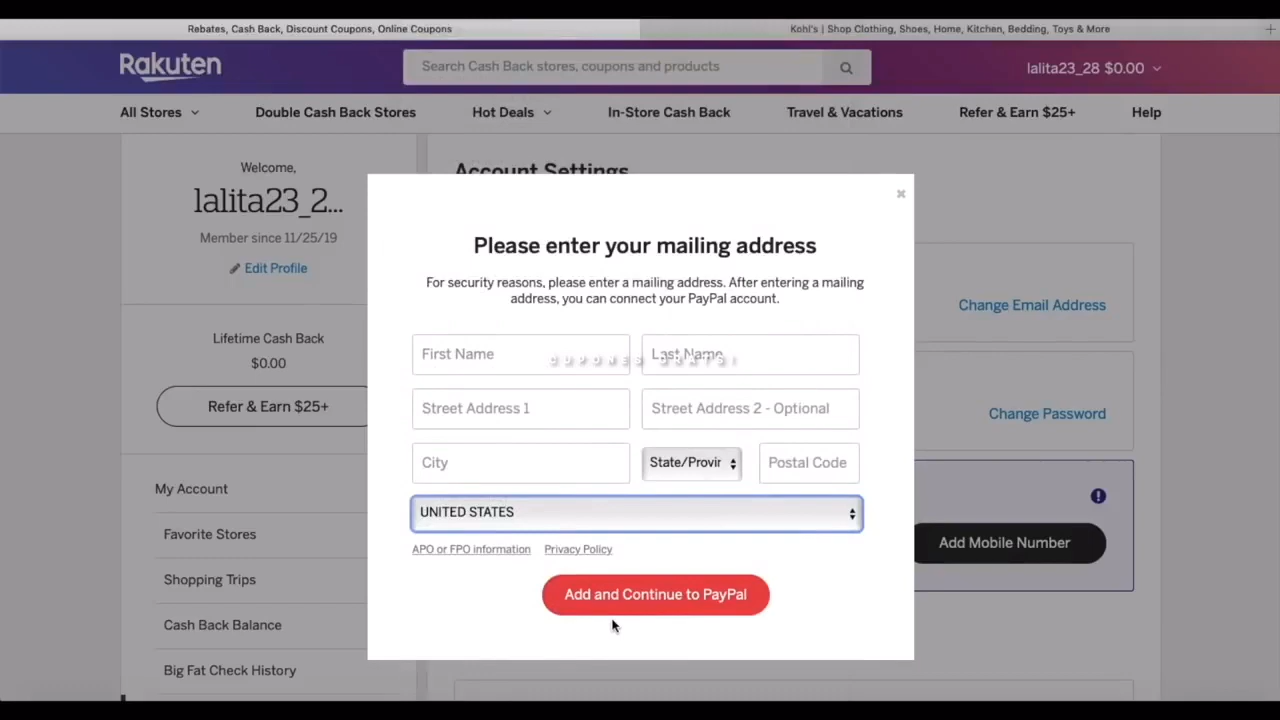 Rebates, Cash Back, Discount Coupons, Online Coupons
Kohl's | Shop Clothing, Shoes, Home, Kitchen, Bedding, Toys & More
Rakuten
Search Cash Back stores, coupons and products
lalita23_28 $0.00
All Stores
Double Cash Back Stores
Hot Deals
In-Store Cash Back
Travel & Vacations
Refer & Earn $25+
Help
Welcome,
lalita23_2...
Member since 11/25/19
Edit Profile
Lifetime Cash Back
$0.00
Refer & Earn $25+
My Account
Favorite Stores
Shopping Trips
Cash Back Balance
Big Fat Check History
Account Settings
Please enter your mailing address
For security reasons, please enter a mailing address. After entering a mailing
address, you can connect your PayPal account.
First Name
Last Name
CUPONES GRATS!
Street Address 1
Street Address 2 - Optional
City
State/Provir
Postal Code
UNITED STATES
APO or FPO information
Privacy Policy
Add and Continue to PayPal
Change Email Address
Change Password
Add Mobile Number